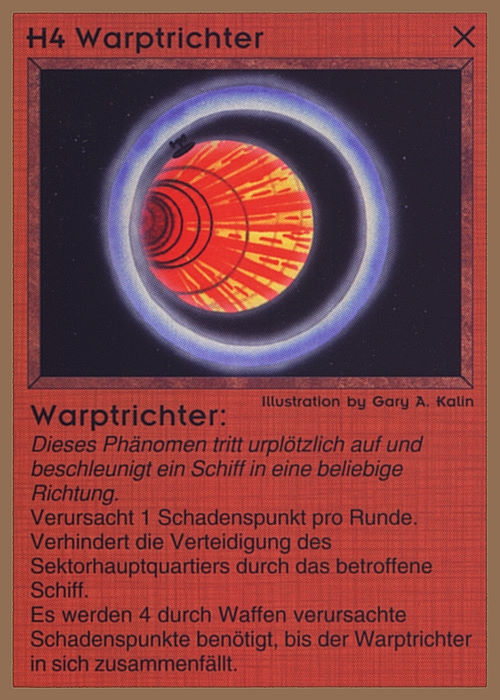 H4 Warptrichter X
Illustration by Gary A. Kalin
Warptrichter:
Dieses Phänomen tritt urplötzlich auf und
beschleunigt ein Schiff in eine beliebige
Richtung.
Verursacht 1 Schadenspunkt pro Runde.
Verhindert die Verteidigung des
Sektorhauptquartiers durch das betroffene
Schiff.
Es werden 4 durch Waffen verursachte
Schadenspunkte benötigt, bis der Warptrichter
in sich zusammenfällt.